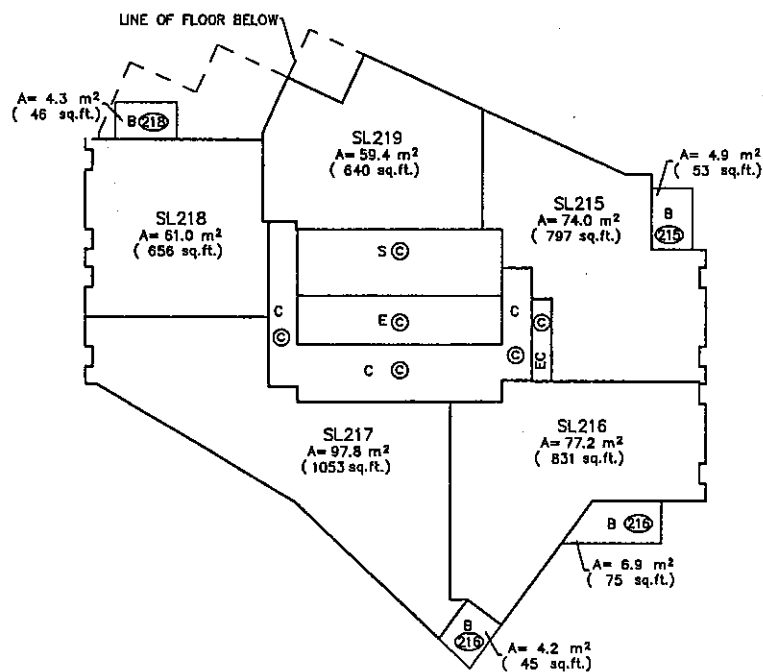 LINE OF FLOOR BELOW
A= 4.3 m²
( 46 sq.ft.)
B 218
SL219
A= 59.4 m²
( 640 sq.ft.)
A= 4.9 m²
( 53 sq.ft.)
B
215
SL218
A= 61.0 m²
( 656 sq.ft.)
SL215
A= 74.0 m²
( 797 sq.ft.)
S C
C
C
E C
C
C
C
EC
C C
SL217
A= 97.8 m²
( 1053 sq.ft.)
SL216
A= 77.2 m²
( 831 sq.ft.)
B 216
A= 6.9 m²
( 75 sq.ft.)
B
216
A= 4.2 m²
( 45 sq.ft.)